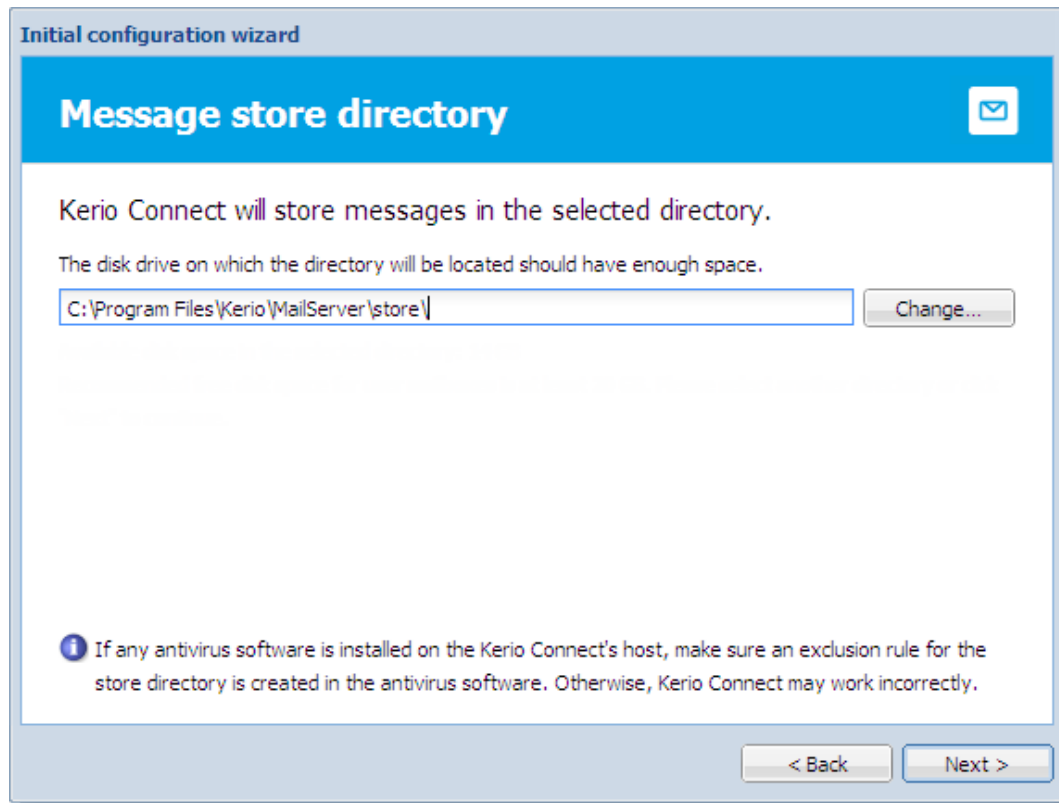 Initial configuration wizard
Message store directory
Kerio Connect will store messages in the selected directory.
The disk drive on which the directory will be located should have enough space.
C:\Program Files\Kerio\MailServer\store\
Change...
If any antivirus software is installed on the Kerio Connect's host, make sure an exclusion rule for the
store directory is created in the antivirus software. Otherwise, Kerio Connect may work incorrectly.
< Back
Next >